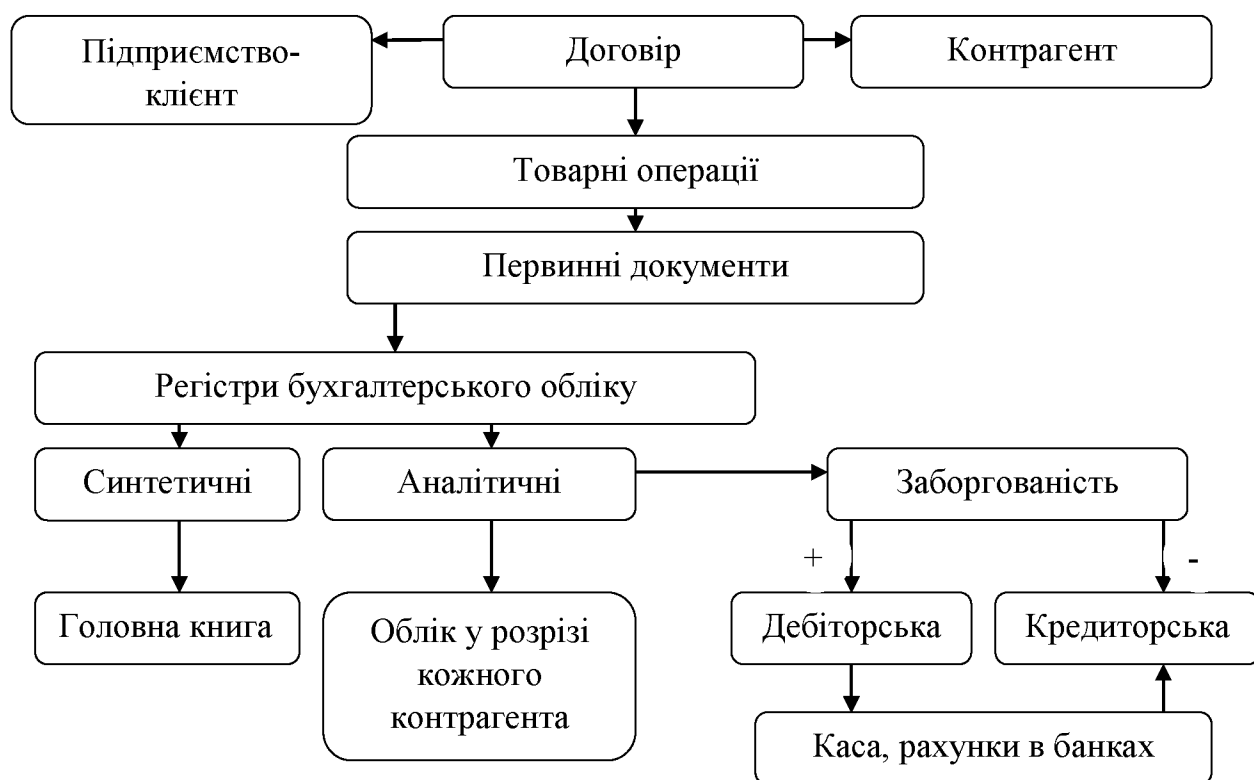 Підприємство-
клієнт
Договір
Контрагент
Товарні операції
Первинні документи
Регістри бухгалтерського обліку
Синтетичні
Аналітичні
Заборгованість
+
-
Головна книга
Облік у розрізі
кожного
контрагента
Дебіторська
Кредиторська
Каса, рахунки в банках